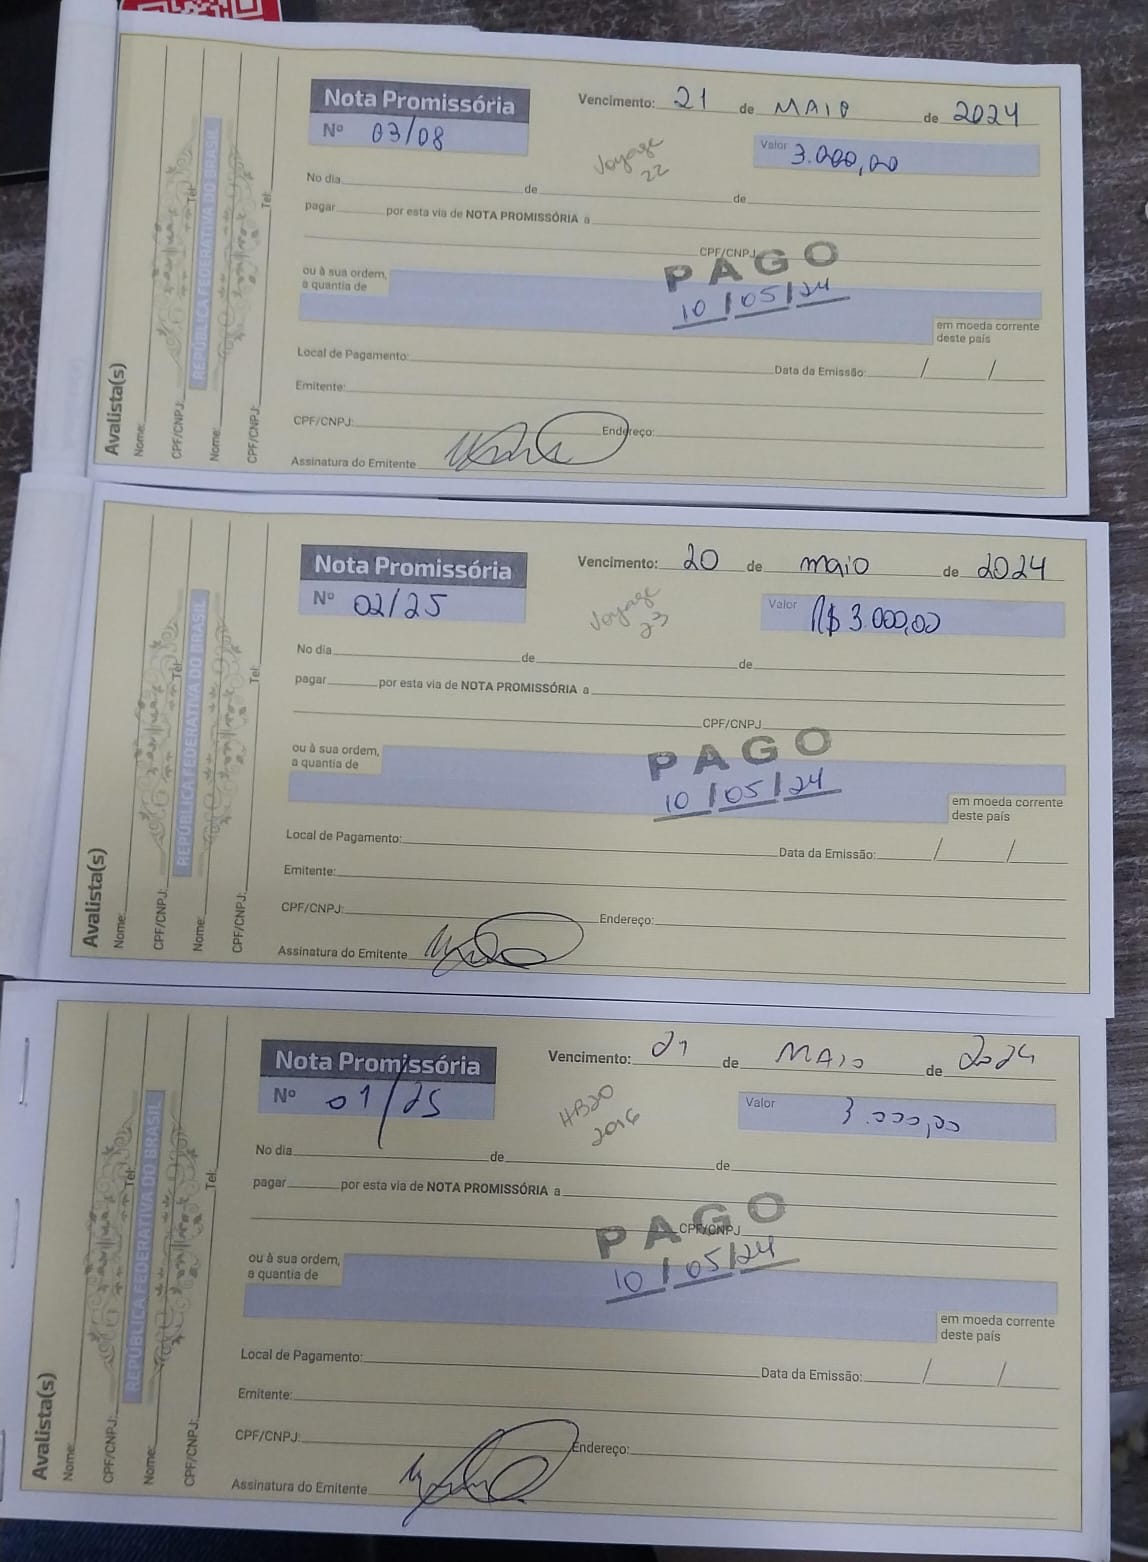 Nota Promissória
Vencimento: 21 de MAIO de 2024
Nº 03/08
Valor 3.000,00
Voyage
22
No dia de de
pagar por esta via de NOTA PROMISSÓRIA a
CPF/CNPJ
PAGO
ou à sua ordem,
a quantia de
10/05/24
em moeda corrente
deste país
Local de Pagamento: Data da Emissão: / /
Emitente:
CPF/CNPJ: Endereço:
Assinatura do Emitente
Avalista(s)
Nome:
CPF/CNPJ: Tel:
REPÚBLICA FEDERATIVA DO BRASIL
Nome:
CPF/CNPJ: Tel:
Nota Promissória
Vencimento: 20 de maio de 2024
Nº 02/25
Valor R$ 3.000,00
Voyage
23
No dia de de
pagar por esta via de NOTA PROMISSÓRIA a
CPF/CNPJ
PAGO
ou à sua ordem,
a quantia de
10/05/24
em moeda corrente
deste país
Local de Pagamento: Data da Emissão: / /
Emitente:
CPF/CNPJ: Endereço:
Assinatura do Emitente
Avalista(s)
Nome:
CPF/CNPJ: Tel:
REPÚBLICA FEDERATIVA DO BRASIL
Nome:
CPF/CNPJ: Tel:
Nota Promissória
Vencimento: 21 de MAIO de 2024
Nº 01/25
Valor 3.000,00
HB20
2016
No dia de de
pagar por esta via de NOTA PROMISSÓRIA a
CPF/CNPJ
PAGO
ou à sua ordem,
a quantia de
10/05/24
em moeda corrente
deste país
Local de Pagamento: Data da Emissão: / /
Emitente:
CPF/CNPJ: Endereço:
Assinatura do Emitente
Avalista(s)
Nome:
CPF/CNPJ: Tel:
REPÚBLICA FEDERATIVA DO BRASIL
Nome:
CPF/CNPJ: Tel: